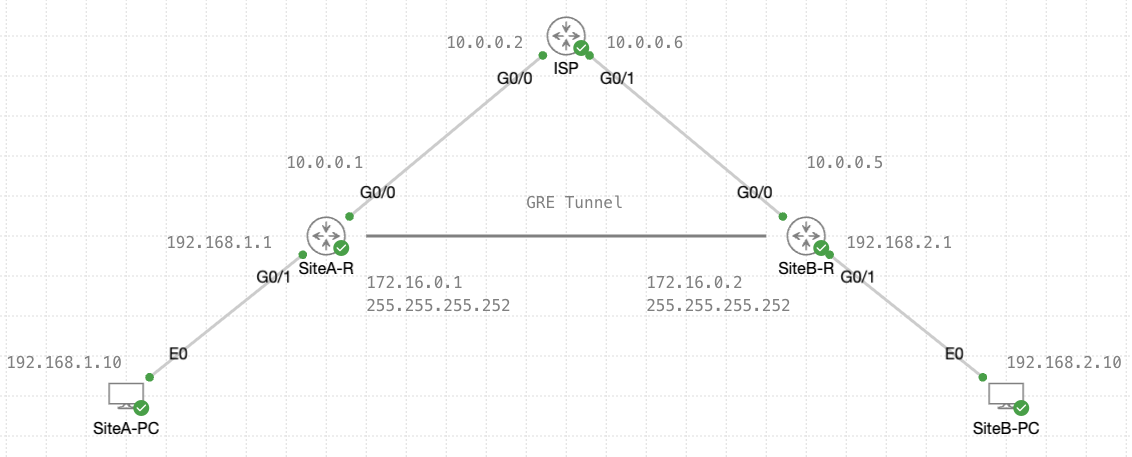 10.0.0.2
10.0.0.6
ISP
G0/0
G0/1
10.0.0.1
10.0.0.5
G0/0
G0/0
GRE Tunnel
192.168.1.1
192.168.2.1
SiteA-R
SiteB-R
G0/1
G0/1
172.16.0.1
255.255.255.252
172.16.0.2
255.255.255.252
E0
E0
192.168.1.10
192.168.2.10
SiteA-PC
SiteB-PC